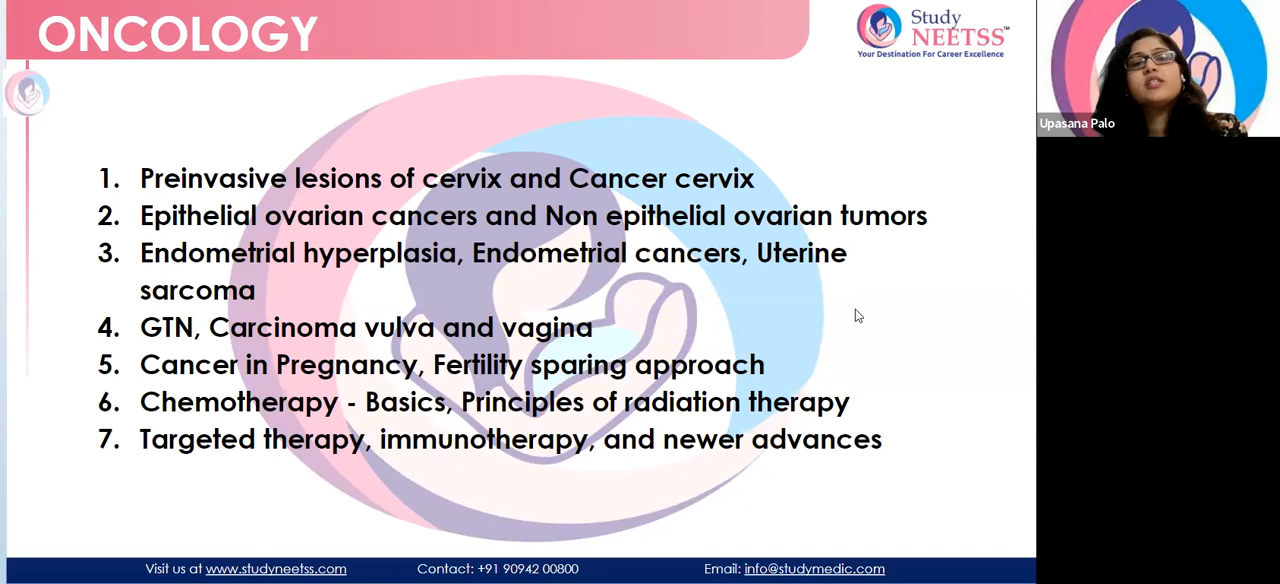 ONCOLOGY
Study
NEETSS™
Your Destination For Career Excellence
Upasana Palo
1. Preinvasive lesions of cervix and Cancer cervix
2. Epithelial ovarian cancers and Non epithelial ovarian tumors
3. Endometrial hyperplasia, Endometrial cancers, Uterine
sarcoma
4. GTN, Carcinoma vulva and vagina
5. Cancer in Pregnancy, Fertility sparing approach
6. Chemotherapy - Basics, Principles of radiation therapy
7. Targeted therapy, immunotherapy, and newer advances
Visit us at www.studyneetss.com Contact: +91 90942 00800 Email: info@studymedic.com